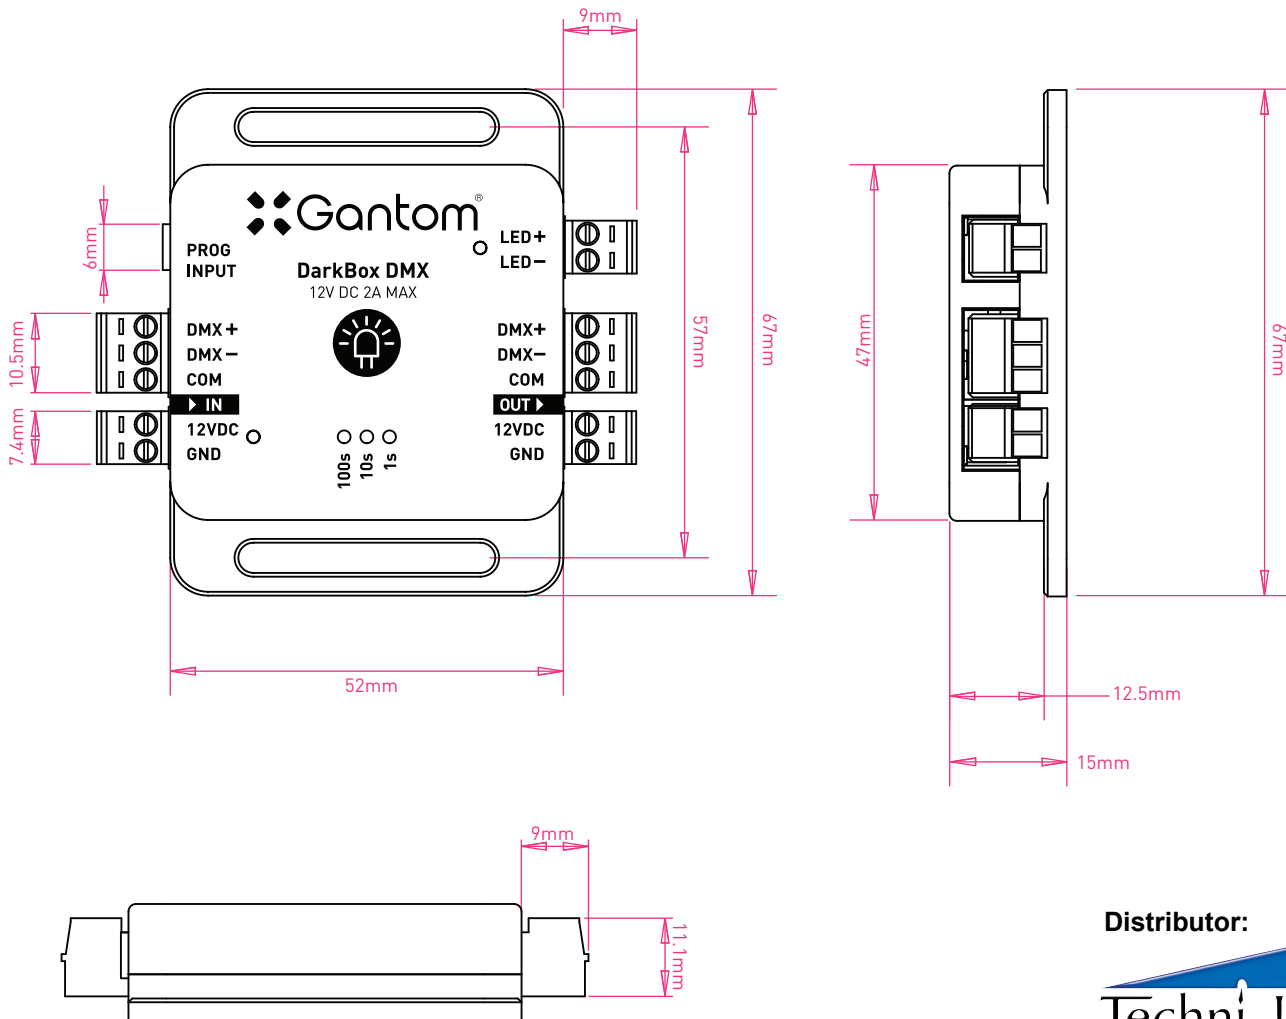 9mm
Gantom®
PROG
INPUT
LED+
LED−
6mm
DarkBox DMX
12V DC 2A MAX
DMX+
DMX−
COM
▶ IN
12VDC
GND
DMX+
DMX−
COM
OUT ▶
12VDC
GND
100s
10s
1s
10.5mm
7.4mm
57mm
67mm
52mm
47mm
67mm
12.5mm
15mm
9mm
11.1mm
Distributor:
Techni